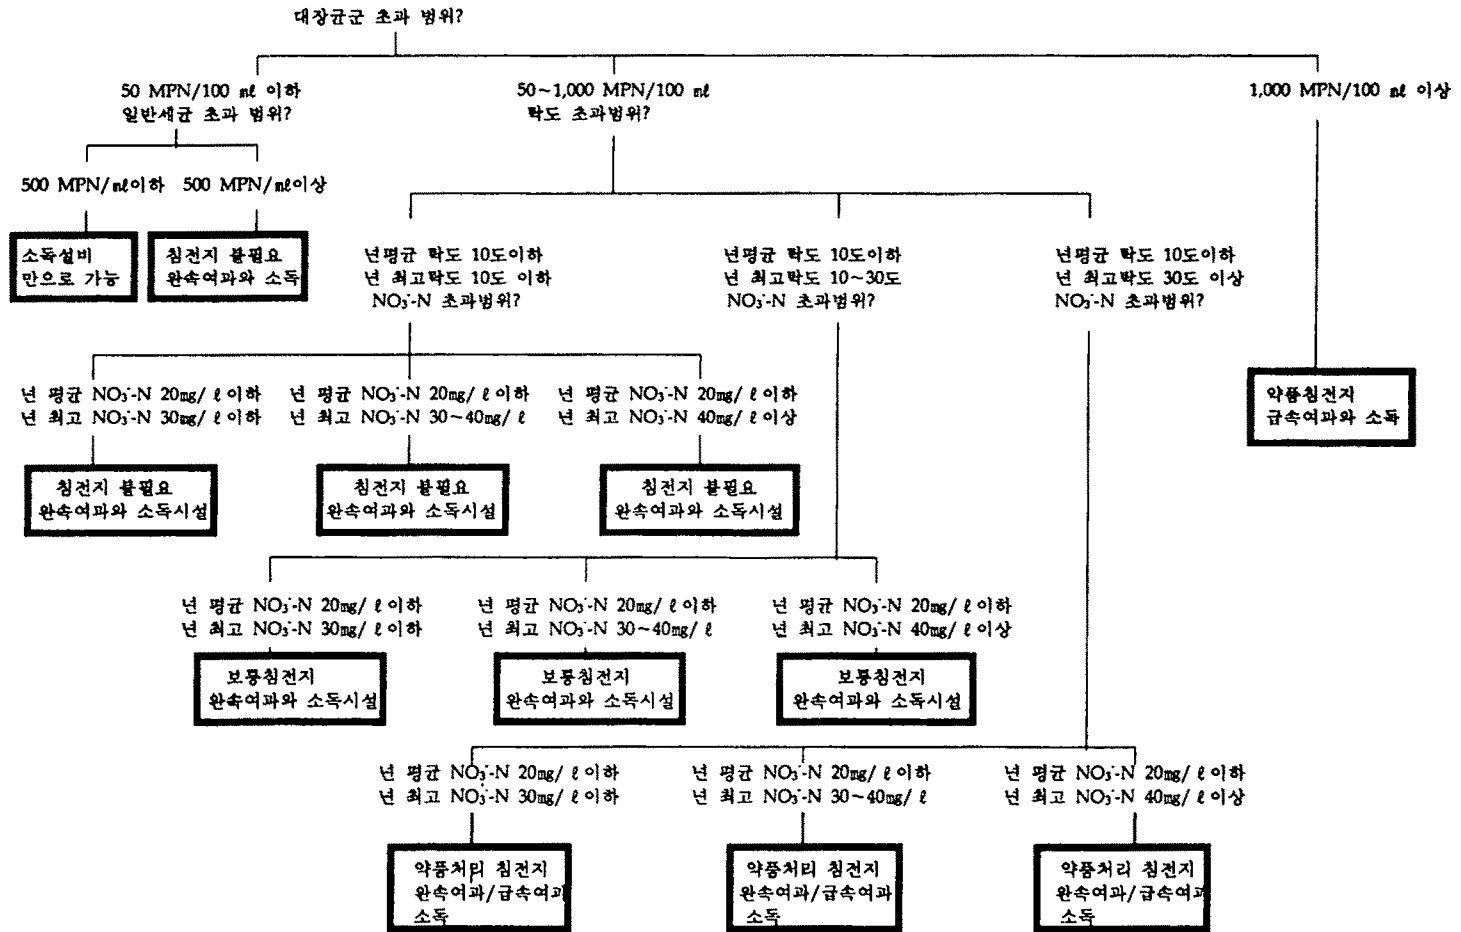 대장균군 초과 범위?
50 MPN/100 ㎖ 이하
일반세균 초과 범위?
50~1,000 MPN/100 ㎖
탁도 초과범위?
1,000 MPN/100 ㎖ 이상
500 MPN/㎖이하
500 MPN/㎖이상
소독설비
만으로 가능
침전지 불필요
완속여과와 소독
년평균 탁도 10도이하
년 최고탁도 10도 이하
NO₃⁻-N 초과범위?
년평균 탁도 10도이하
년 최고탁도 10~30도
NO₃⁻-N 초과범위?
년평균 탁도 10도이하
년 최고탁도 30도 이상
NO₃⁻-N 초과범위?
년 평균 NO₃⁻-N 20㎎/ℓ이하
년 최고 NO₃⁻-N 30㎎/ℓ이하
년 평균 NO₃⁻-N 20㎎/ℓ이하
년 최고 NO₃⁻-N 30~40㎎/ℓ
년 평균 NO₃⁻-N 20㎎/ℓ이하
년 최고 NO₃⁻-N 40㎎/ℓ이상
약품침전지
급속여과와 소독
침전지 불필요
완속여과와 소독시설
침전지 불필요
완속여과와 소독시설
침전지 불필요
완속여과와 소독시설
년 평균 NO₃⁻-N 20㎎/ℓ이하
년 최고 NO₃⁻-N 30㎎/ℓ이하
년 평균 NO₃⁻-N 20㎎/ℓ이하
년 최고 NO₃⁻-N 30~40㎎/ℓ
년 평균 NO₃⁻-N 20㎎/ℓ이하
년 최고 NO₃⁻-N 40㎎/ℓ이상
보통침전지
완속여과와 소독시설
보통침전지
완속여과와 소독시설
보통침전지
완속여과와 소독시설
년 평균 NO₃⁻-N 20㎎/ℓ이하
년 최고 NO₃⁻-N 30㎎/ℓ이하
년 평균 NO₃⁻-N 20㎎/ℓ이하
년 최고 NO₃⁻-N 30~40㎎/ℓ
년 평균 NO₃⁻-N 20㎎/ℓ이하
년 최고 NO₃⁻-N 40㎎/ℓ이상
약품처리 침전지
완속여과/급속여과
소독
약품처리 침전지
완속여과/급속여과
소독
약품처리 침전지
완속여과/급속여과
소독